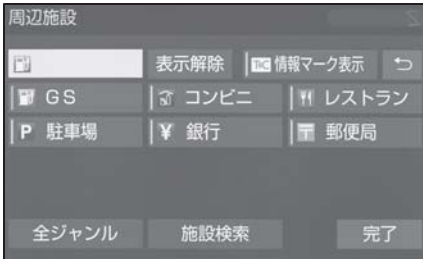 周辺施設
表示解除 TIC 情報マーク表示
GS コンビニ レストラン
P 駐車場 ¥ 銀行 〒 郵便局
全ジャンル 施設検索 完了